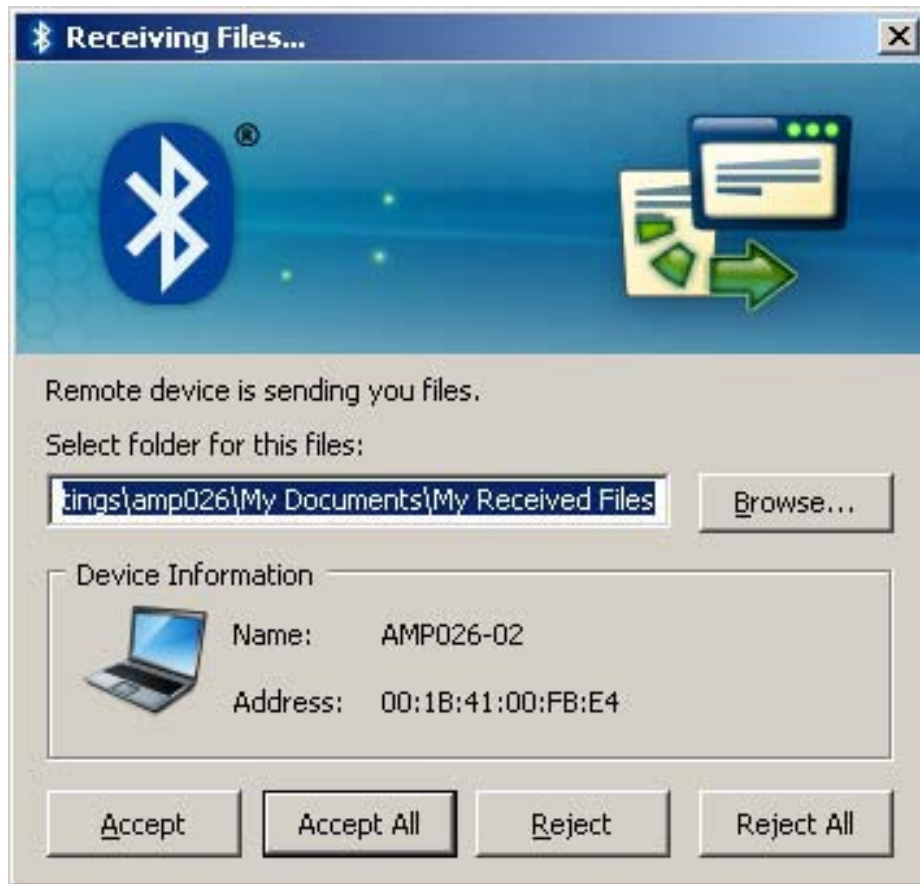 Receiving Files...
®
Remote device is sending you files.
Select folder for this files:
tings\amp026\My Documents\My Received Files
Browse...
Device Information
Name: AMP026-02
Address: 00:1B:41:00:FB:E4
Accept Accept All Reject Reject All